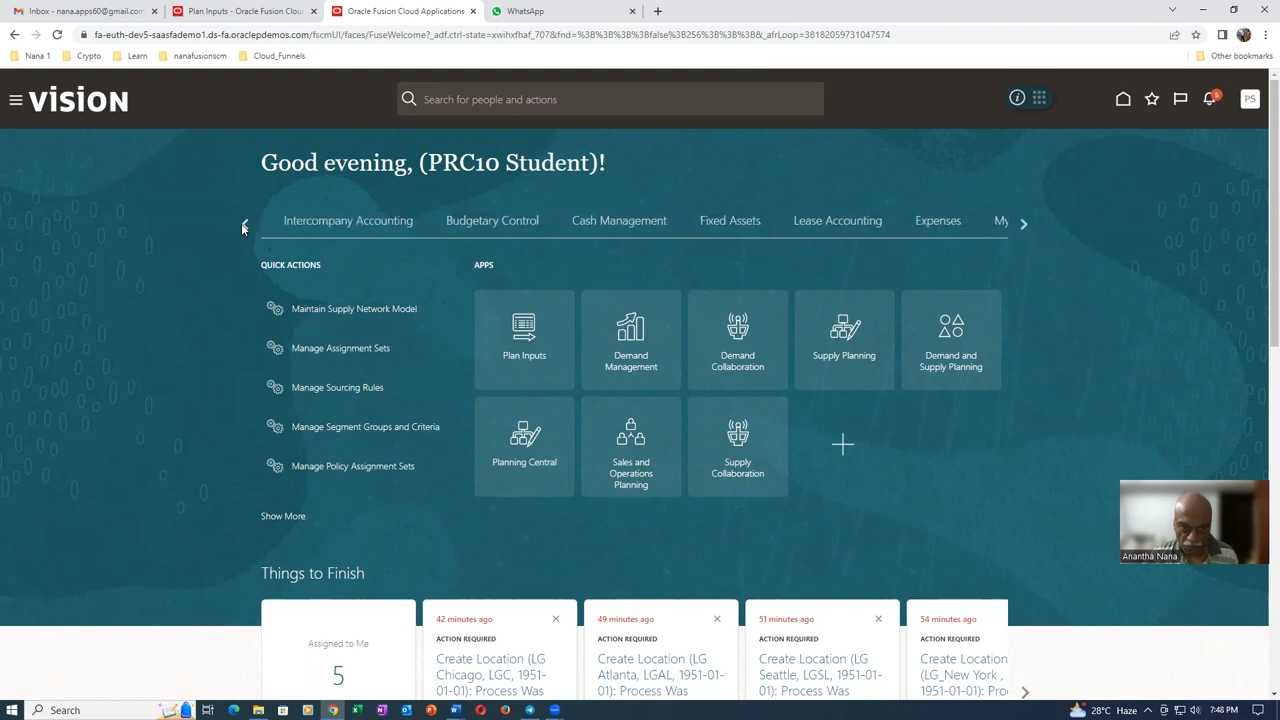 Inbox - nana.apps60@gmail.com
Plan Inputs - Oracle Fusion Cloud
Oracle Fusion Cloud Applications
WhatsApp
fa-euth-dev5-saasfademo1.ds-fa.oraclepdemos.com/fscmUI/faces/FuseWelcome?_adf.ctrl-state=xwihxfhaf_707&fnd=%3B%3B%3B%3Bfalse%3B256%3B%3B%3B&_afrLoop=38182059731047574
Nana 1
Crypto
Learn
nanafusionscm
Cloud_Funnels
Other bookmarks
VISION
Search for people and actions
5
PS
Good evening, (PRC10 Student)!
Intercompany Accounting
Budgetary Control
Cash Management
Fixed Assets
Lease Accounting
Expenses
My
QUICK ACTIONS
APPS
Maintain Supply Network Model
Manage Assignment Sets
Manage Sourcing Rules
Manage Segment Groups and Criteria
Manage Policy Assignment Sets
Show More
Plan Inputs
Demand
Management
Demand
Collaboration
Supply Planning
Demand and
Supply Planning
Planning Central
Sales and
Operations
Planning
Supply
Collaboration
Anantha Nana
Things to Finish
Assigned to Me
5
42 minutes ago
ACTION REQUIRED
Create Location (LG
Chicago, LGC, 1951-
01-01): Process Was
49 minutes ago
ACTION REQUIRED
Create Location (LG
Atlanta, LGAL, 1951-
01-01): Process Was
51 minutes ago
ACTION REQUIRED
Create Location (LG
Seattle, LGSL, 1951-
01-01): Process Was
54 minutes ago
ACTION REQUIRED
Create Location
(LG_New York ,
1951-01-01): Pro
Search
28°C Haze
7:48 PM